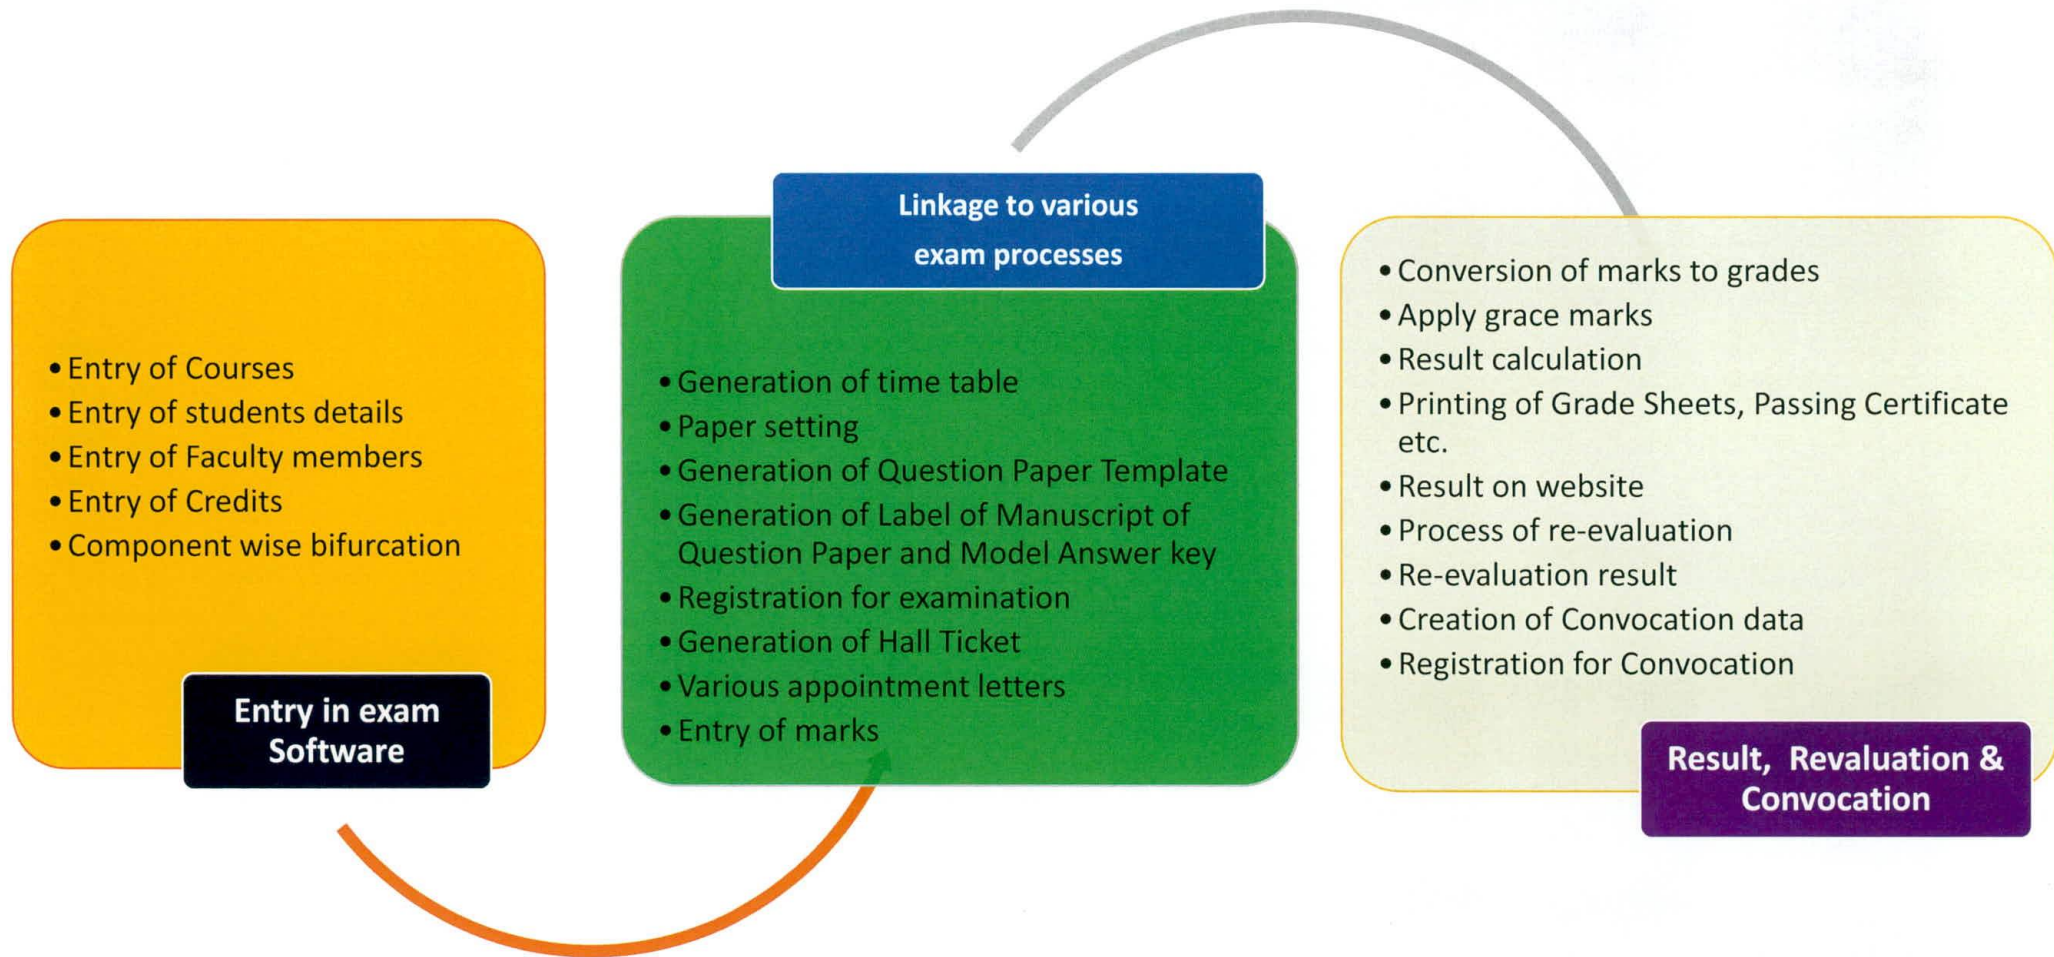 • Entry of Courses
• Entry of students details
• Entry of Faculty members
• Entry of Credits
• Component wise bifurcation
Entry in exam
Software
Linkage to various
exam processes
• Generation of time table
• Paper setting
• Generation of Question Paper Template
• Generation of Label of Manuscript of
Question Paper and Model Answer key
• Registration for examination
• Generation of Hall Ticket
• Various appointment letters
• Entry of marks
• Conversion of marks to grades
• Apply grace marks
• Result calculation
• Printing of Grade Sheets, Passing Certificate
etc.
• Result on website
• Process of re-evaluation
• Re-evaluation result
• Creation of Convocation data
• Registration for Convocation
Result, Revaluation &
Convocation